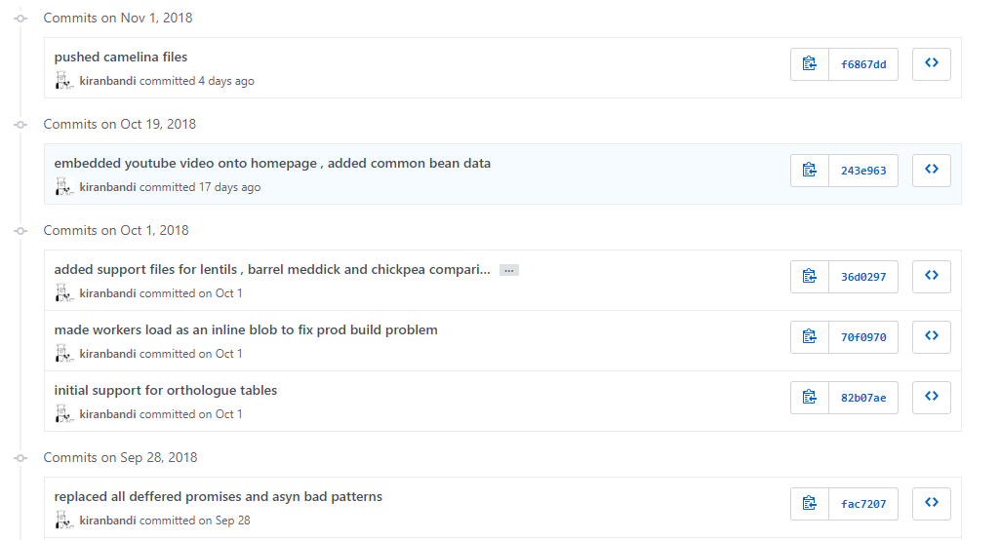 Commits on Nov 1, 2018
pushed camelina files
f6867dd
kiranbandi committed 4 days ago
Commits on Oct 19, 2018
embedded youtube video onto homepage , added common bean data
243e963
kiranbandi committed 17 days ago
Commits on Oct 1, 2018
added support files for lentils , barrel meddick and chickpea compari... ...
36d0297
kiranbandi committed on Oct 1
made workers load as an inline blob to fix prod build problem
70f0970
kiranbandi committed on Oct 1
initial support for orthologue tables
82b07ae
kiranbandi committed on Oct 1
Commits on Sep 28, 2018
replaced all deffered promises and asyn bad patterns
fac7207
kiranbandi committed on Sep 28